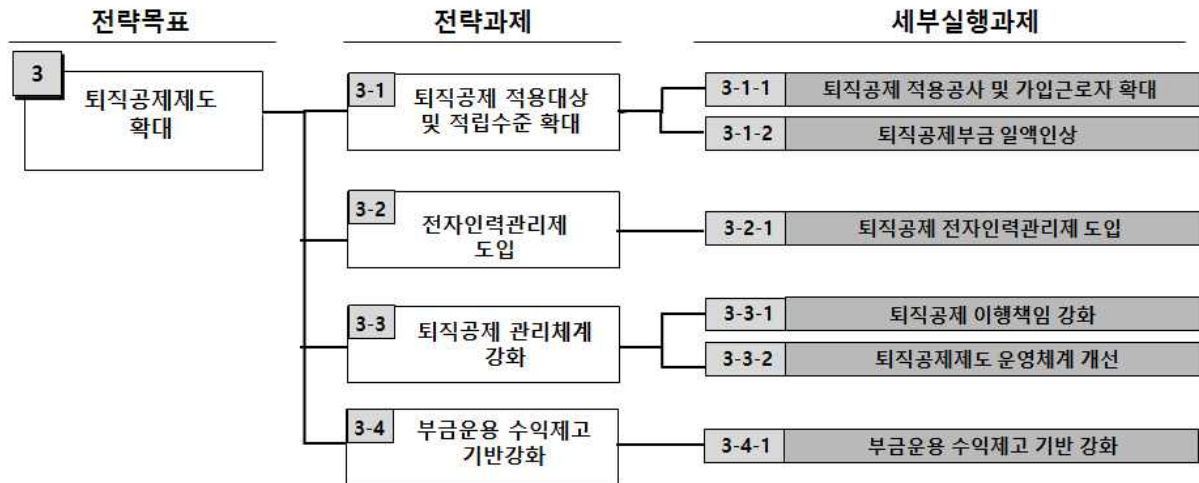 전략목표
전략과제
세부실행과제
3
퇴직공제제도
확대
3-1
퇴직공제 적용대상
및 적립수준 확대
3-1-1
퇴직공제 적용공사 및 가입근로자 확대
3-1-2
퇴직공제부금 일액인상
3-2
전자인력관리제
도입
3-2-1
퇴직공제 전자인력관리제 도입
3-3
퇴직공제 관리체계
강화
3-3-1
퇴직공제 이행책임 강화
3-3-2
퇴직공제제도 운영체계 개선
3-4
부금운용 수익제고
기반강화
3-4-1
부금운용 수익제고 기반 강화